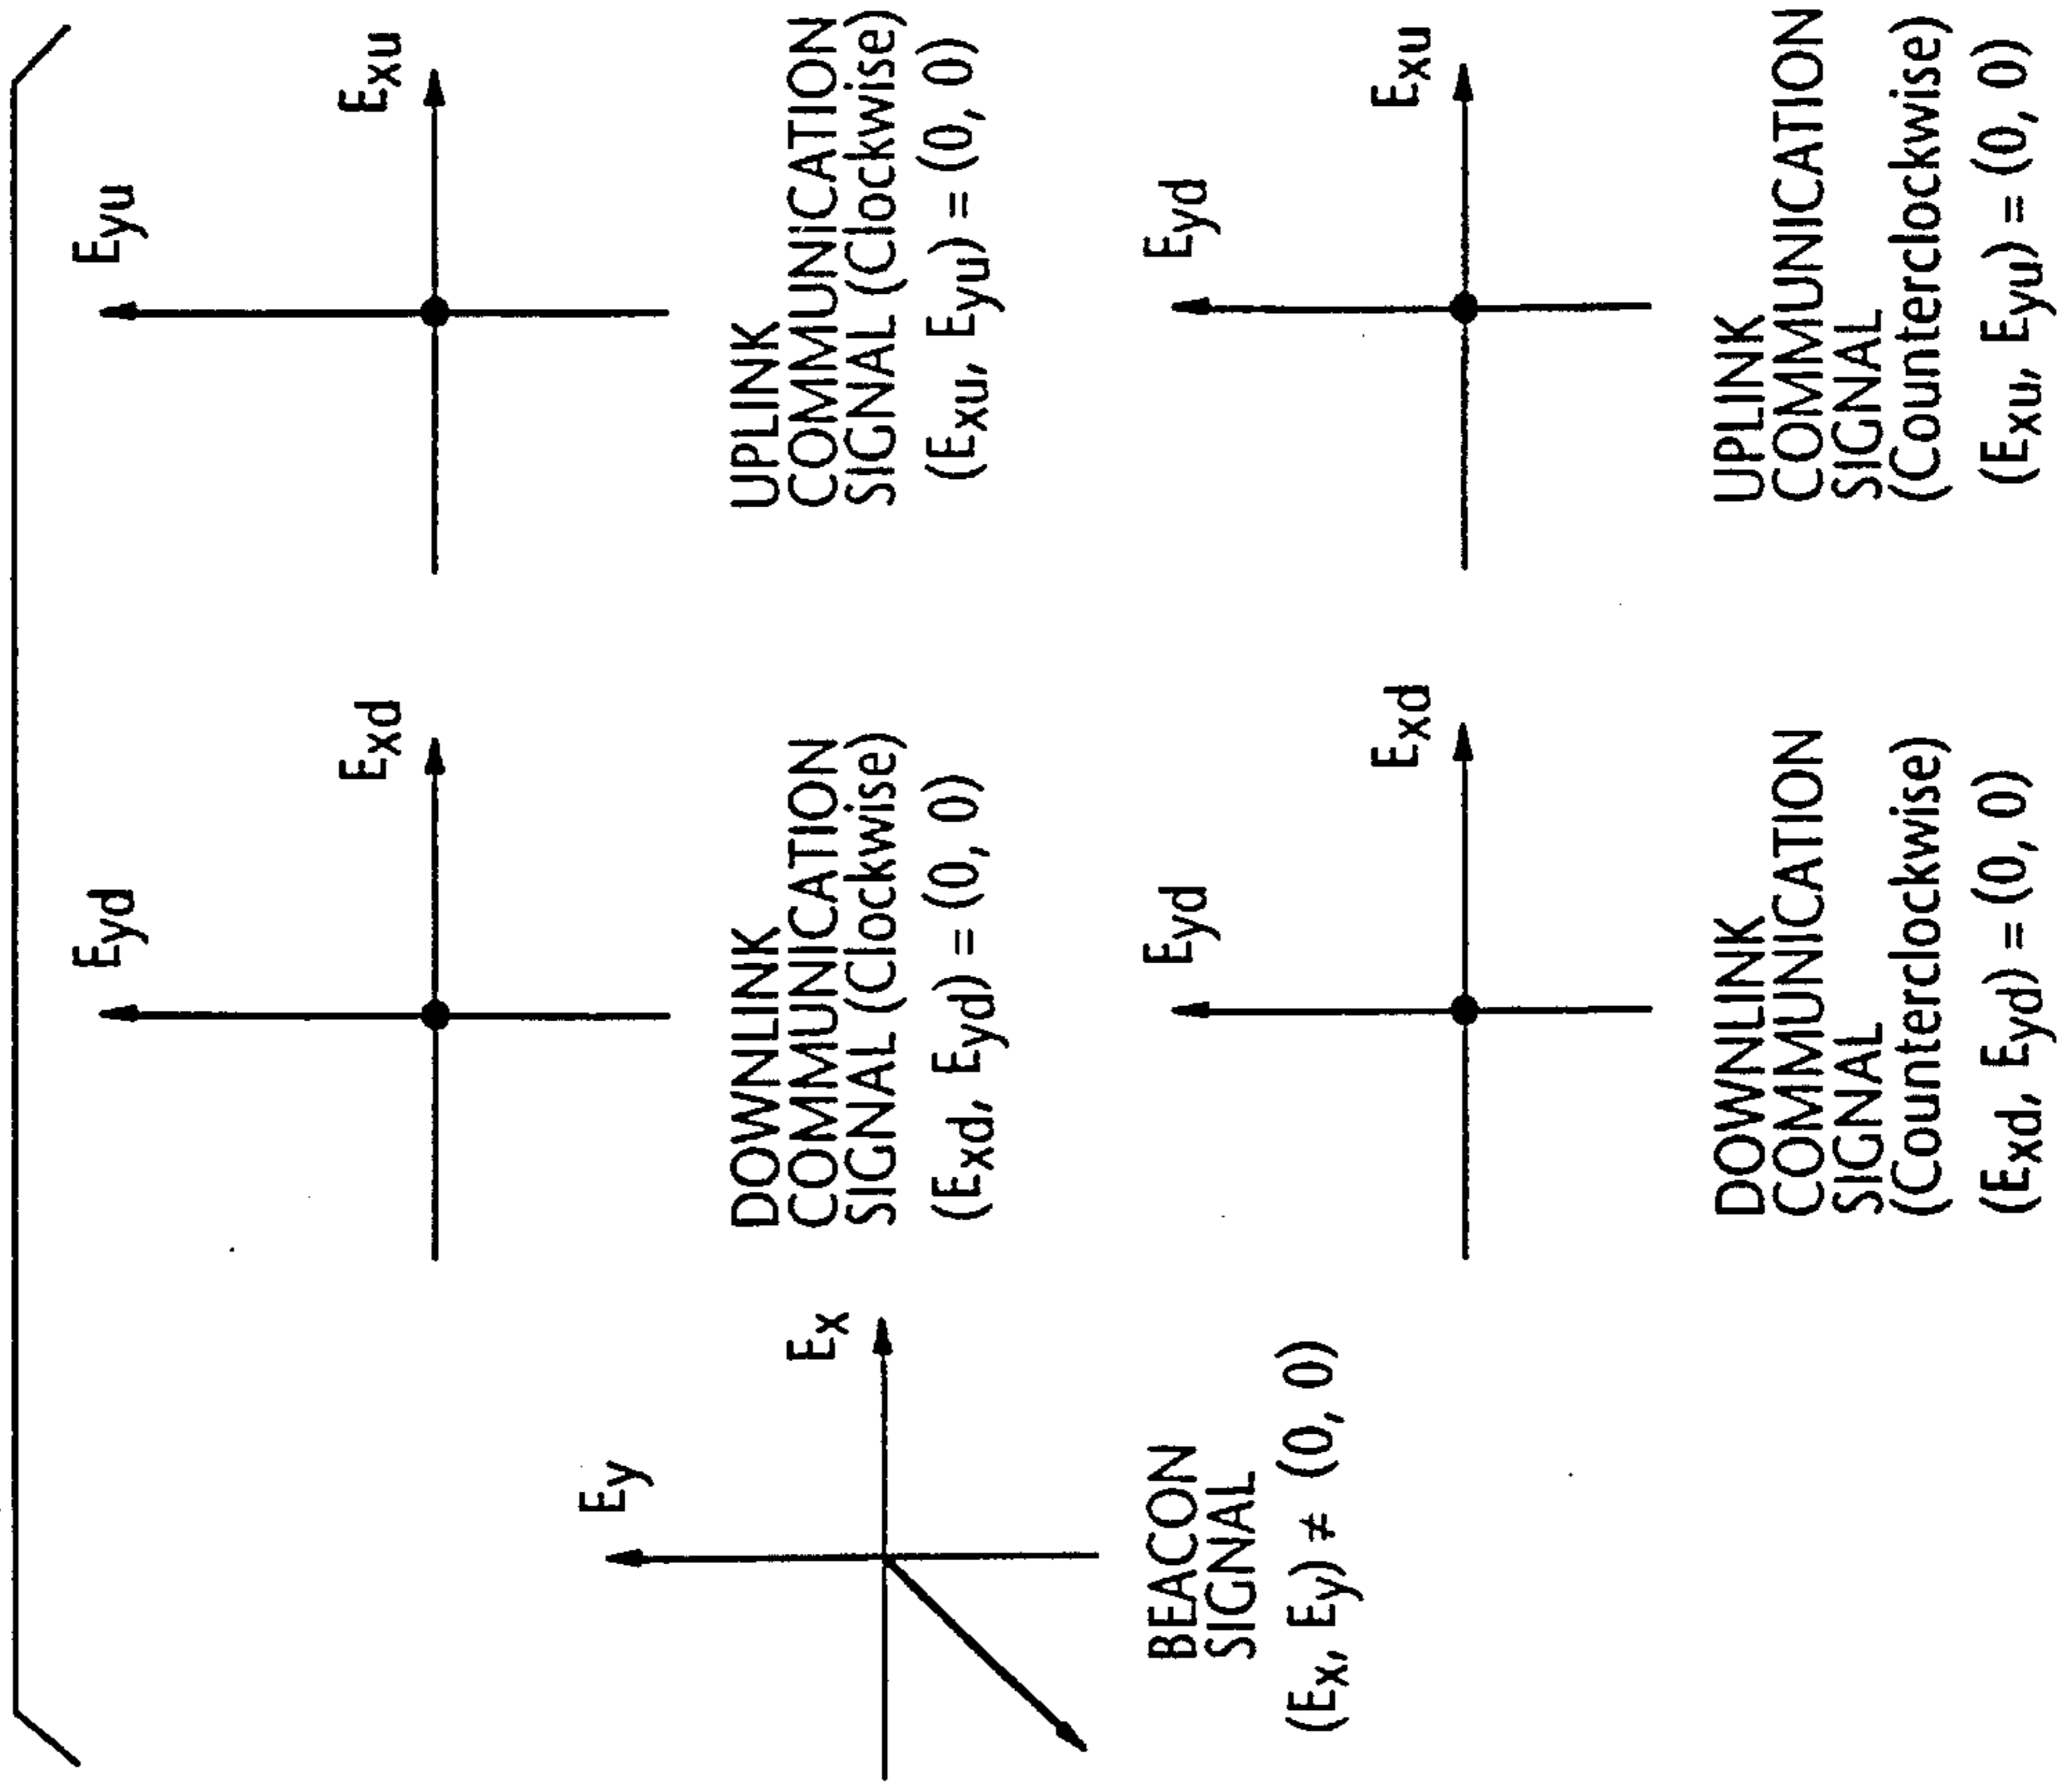 Eyd
Exd
DOWNLINK
COMMUNICATION
SIGNAL (Clockwise)
(Exd, Eyd) = (0, 0)
Eyu
Exu
UPLINK
COMMUNICATION
SIGNAL (Clockwise)
(Exu, Eyu) = (0, 0)
Ey
Ex
BEACON
SIGNAL
(Ex, Ey) ≠ (0, 0)
Eyd
Exd
DOWNLINK
COMMUNICATION
SIGNAL
(Counterclockwise)
(Exd, Eyd) = (0, 0)
Eyd
Exu
UPLINK
COMMUNICATION
SIGNAL
(Counterclockwise)
(Exu, Eyu) = (0, 0)